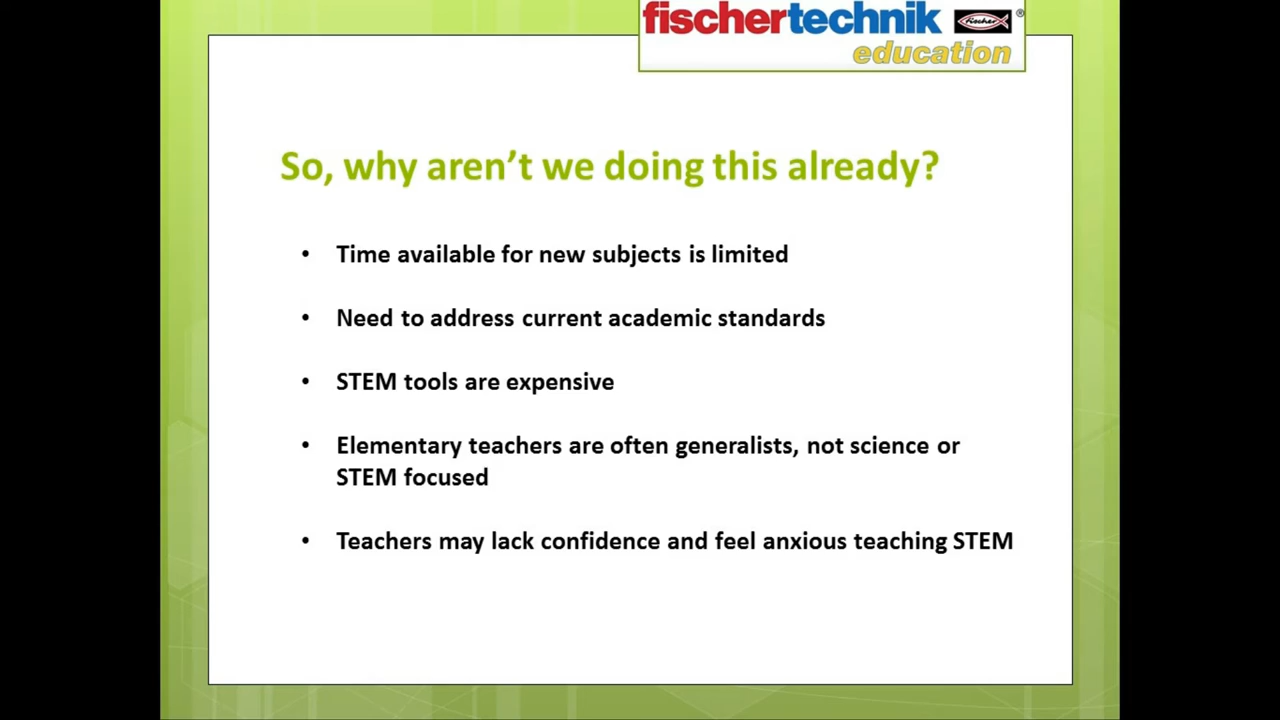 fischertechnik fischer ®
education
So, why aren't we doing this already?
• Time available for new subjects is limited
• Need to address current academic standards
• STEM tools are expensive
• Elementary teachers are often generalists, not science or
STEM focused
• Teachers may lack confidence and feel anxious teaching STEM